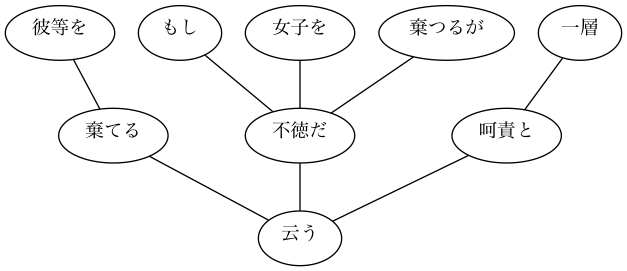 彼等を
もし
女子を
棄つるが
一層
棄てる
不徳だ
呵責と
云う